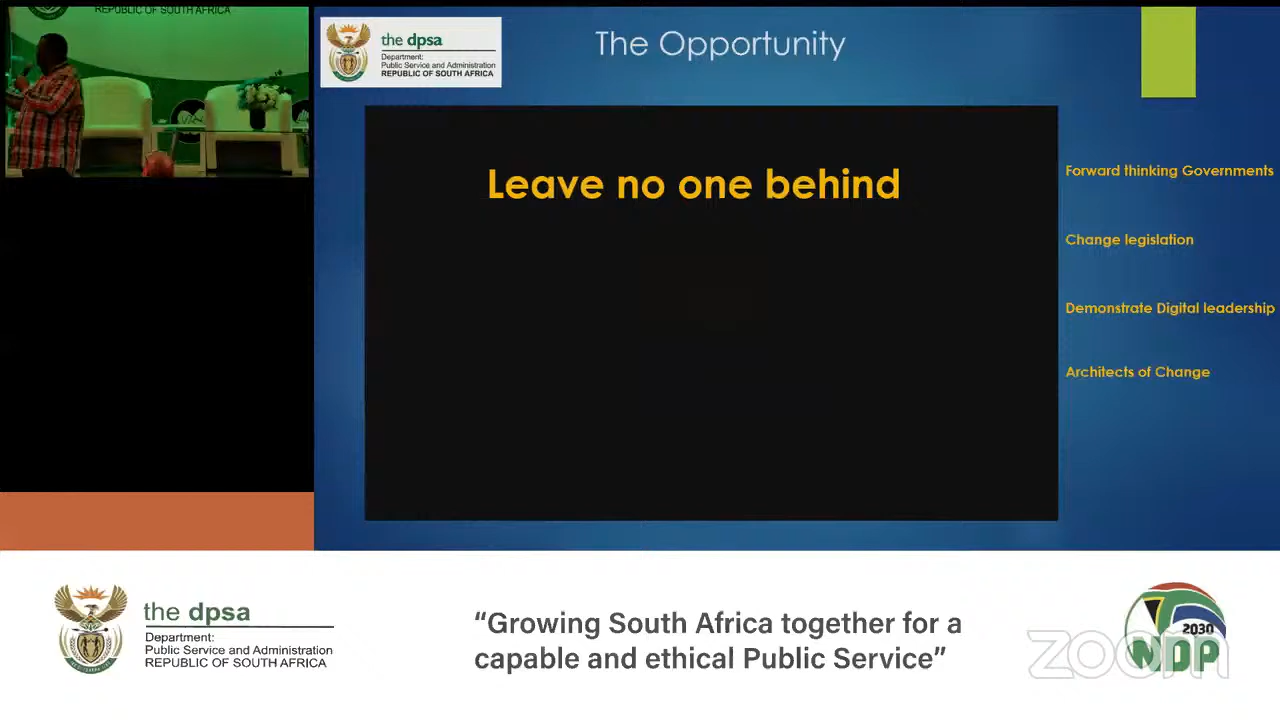 REPUBLIC OF SOUTH AFRICA
the dpsa
Department:
Public Service and Administration
REPUBLIC OF SOUTH AFRICA
The Opportunity
Leave no one behind
Forward thinking Governments
Change legislation
Demonstrate Digital leadership
Architects of Change
the dpsa
Department:
Public Service and Administration
REPUBLIC OF SOUTH AFRICA
“Growing South Africa together for a
capable and ethical Public Service”
2030
NDP
zoom